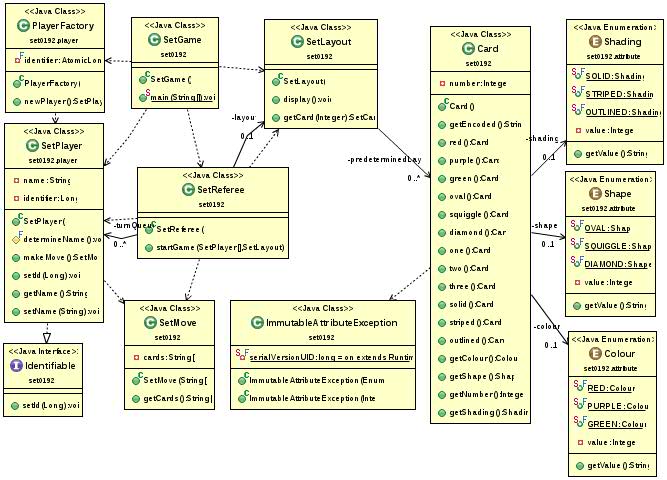 <<Java Class>>
PlayerFactory
set0192.player
identifier: AtomicLon
PlayerFactory(
newPlayer():SetPlay
<<Java Class>>
SetGame
set0192
SetGame (
main(String[]):voi
<<Java Class>>
SetLayout
set0192
SetLayout(
display():voi
getCard(Integer):SetCar
<<Java Class>>
Card
set0192
number:Intege
Card()
getEncoded():Strin
red():Card
purple():Card
green():Card
oval():Card
squiggle():Card
diamond():Car
one():Card
two():Card
three():Card
solid():Card
striped():Card
outlined():Car
getColour():Colou
getShape():Shap
getNumber():Intege
getShading():Shadin
<<Java Enumeration>
Shading
set0192.attribute
SOLID:Shadin
STRIPED:Shadin
OUTLINED:Shadin
value:Intege
getValue():String
<<Java Class>>
SetPlayer
set0192.player
name:String
identifier:Long
SetPlayer(
determineName():vo
makeMove():SetMo
setId(Long):voi
getName():String
setName(String):voi
<<Java Class>>
SetReferee
set0192
SetReferee(
startGame(SetPlayer[],SetLayout)
<<Java Enumeration>
Shape
set0192.attribute
OVAL:Shap
SQUIGGLE:Shap
DIAMOND:Shape
value:Intege
getValue():String
<<Java Interface>
Identifiable
set0192
setId(Long):voi
<<Java Class>>
SetMove
set0192
cards:String[
SetMove(String[
getCards():String[
<<Java Class>>
ImmutableAttributeException
set0192
serialVersionUID:long = on extends Runtim
ImmutableAttributeException(Enum
ImmutableAttributeException(Inte
<<Java Enumeration>
Colour
set0192.attribute
RED:Colour
PURPLE:Colour
GREEN:Colour
value:Intege
getValue():String
-layou
0..1
-turnQueue
0..*
-predeterminedLay
0..*
-shading
0..1
-shape
0..1
-colour
0..1